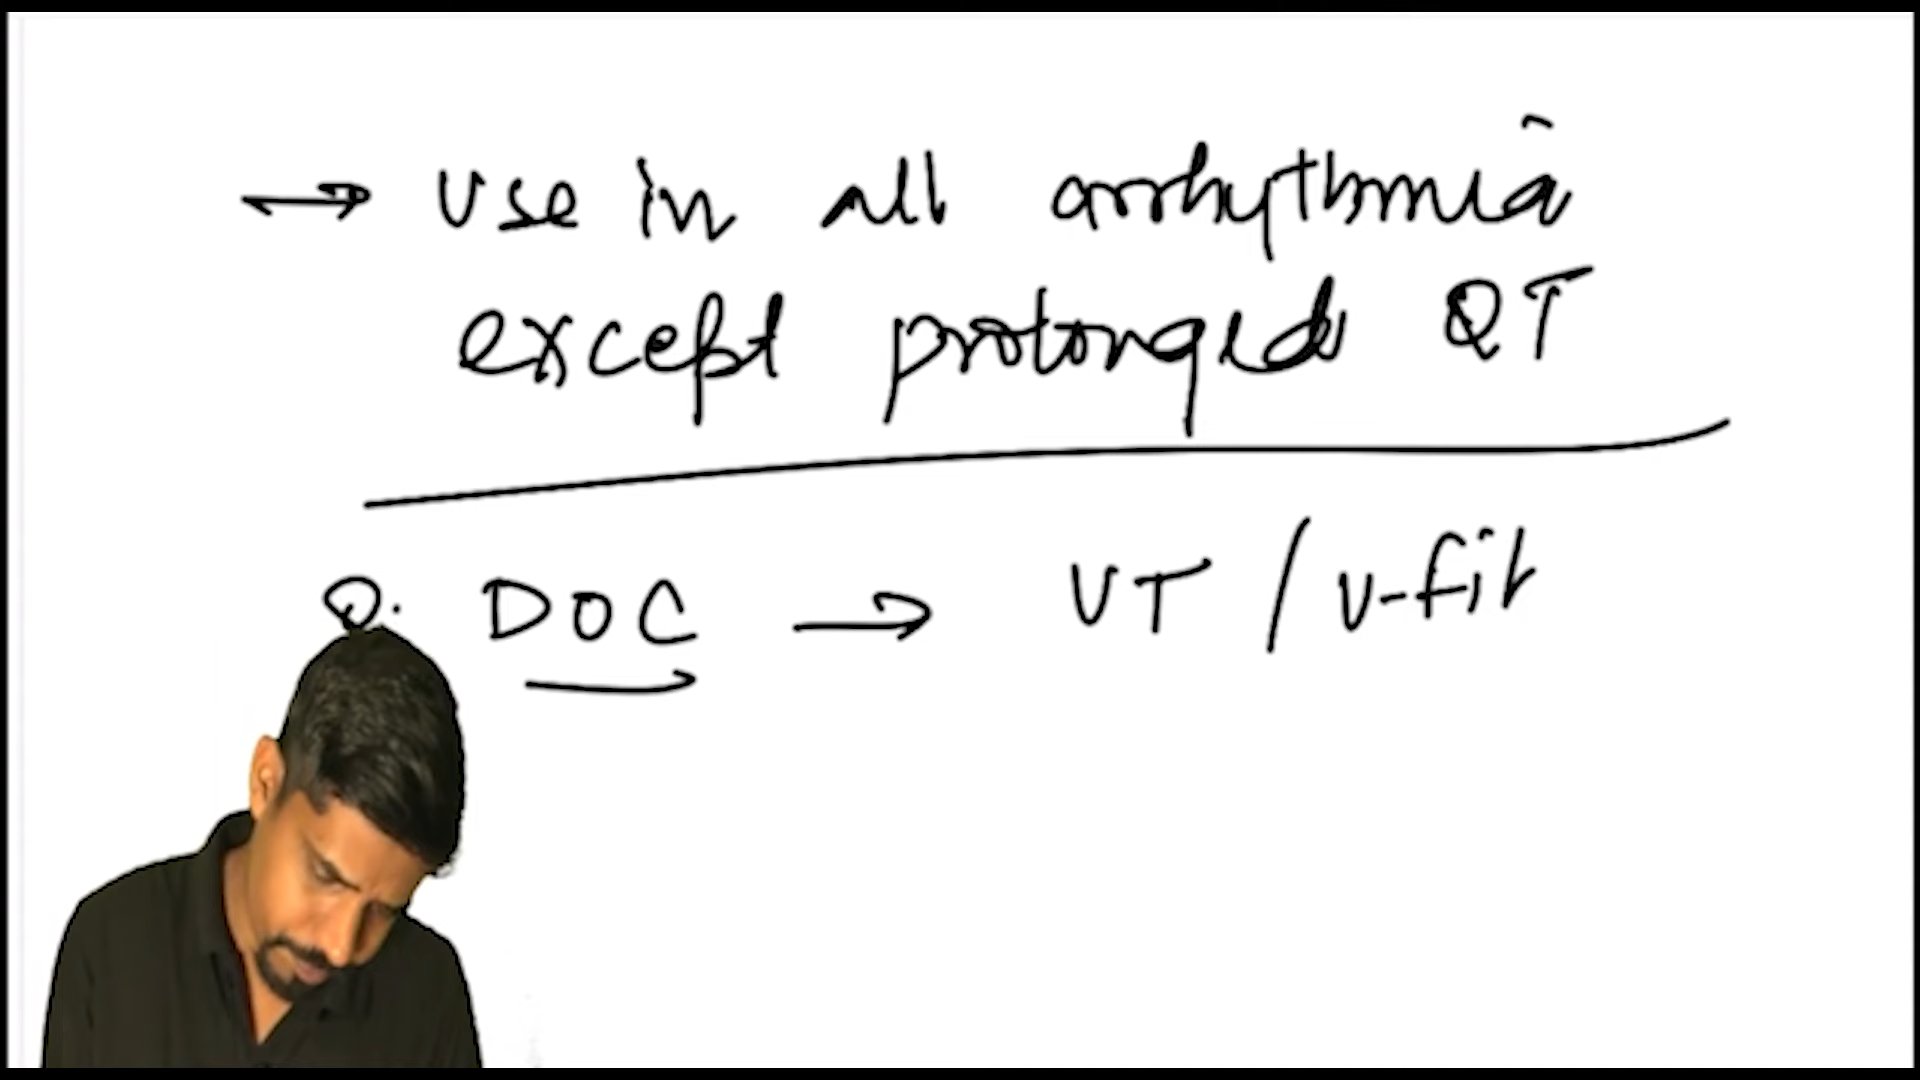 → Use in all arrhythmia
except prolonged QT
Q. DOC → VT / v-fib